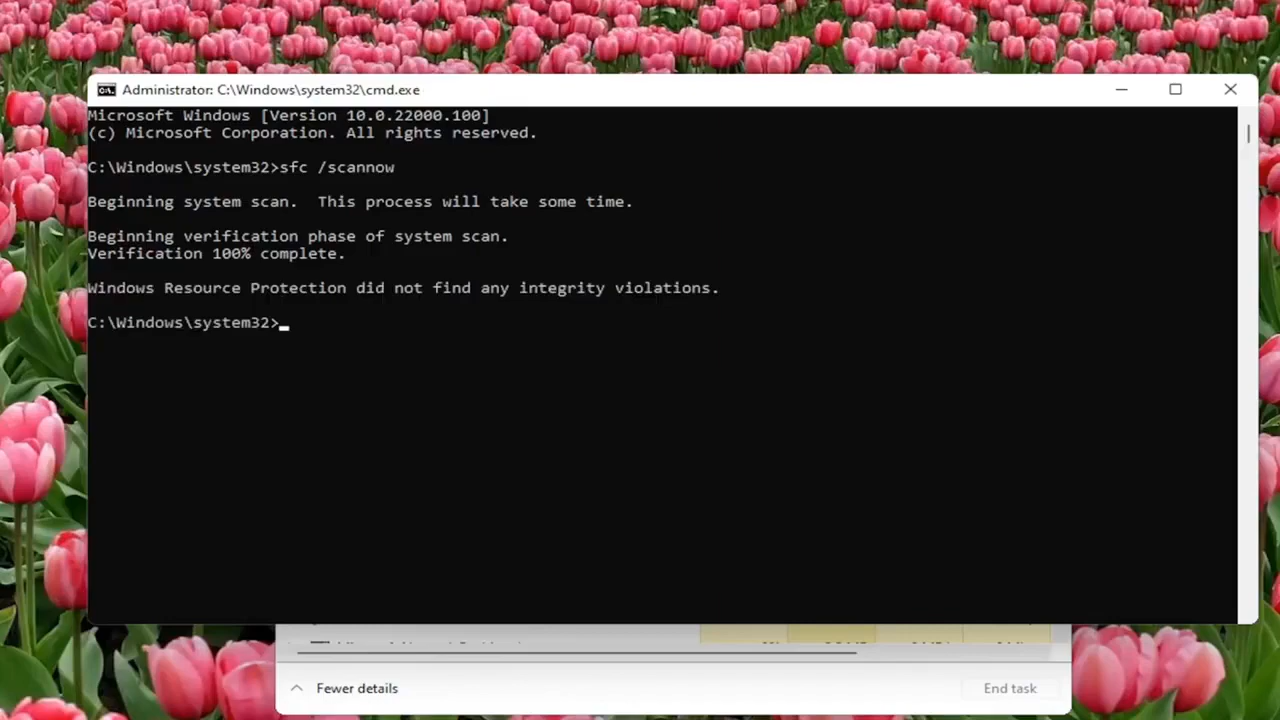 Administrator: C:\Windows\system32\cmd.exe
Microsoft Windows [Version 10.0.22000.100]
(c) Microsoft Corporation. All rights reserved.
C:\Windows\system32>sfc /scannow
Beginning system scan.  This process will take some time.
Beginning verification phase of system scan.
Verification 100% complete.
Windows Resource Protection did not find any integrity violations.
C:\Windows\system32>
Fewer details
End task